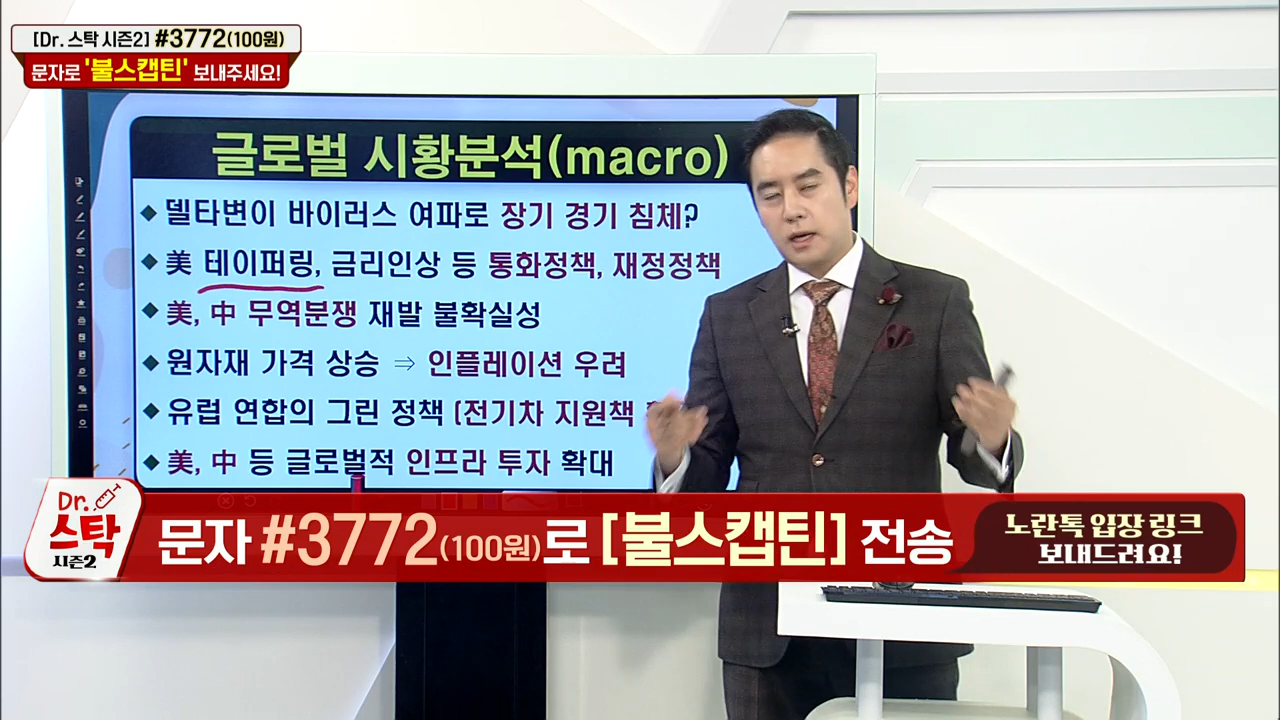 [Dr. 스탁 시즌2] #3772(100원)
문자로 '불스캡틴' 보내주세요!
글로벌 시황분석(macro)
◆ 델타변이 바이러스 여파로 장기 경기 침체?
◆ 美 테이퍼링, 금리인상 등 통화정책, 재정정책
◆ 美, 中 무역분쟁 재발 불확실성
◆ 원자재 가격 상승 ⇒ 인플레이션 우려
◆ 유럽 연합의 그린 정책 (전기차 지원책
◆ 美, 中 등 글로벌적 인프라 투자 확대
Dr.
스탁
시즌2
문자 #3772(100원)로 [불스캡틴] 전송
노란톡 입장 링크
보내드려요!